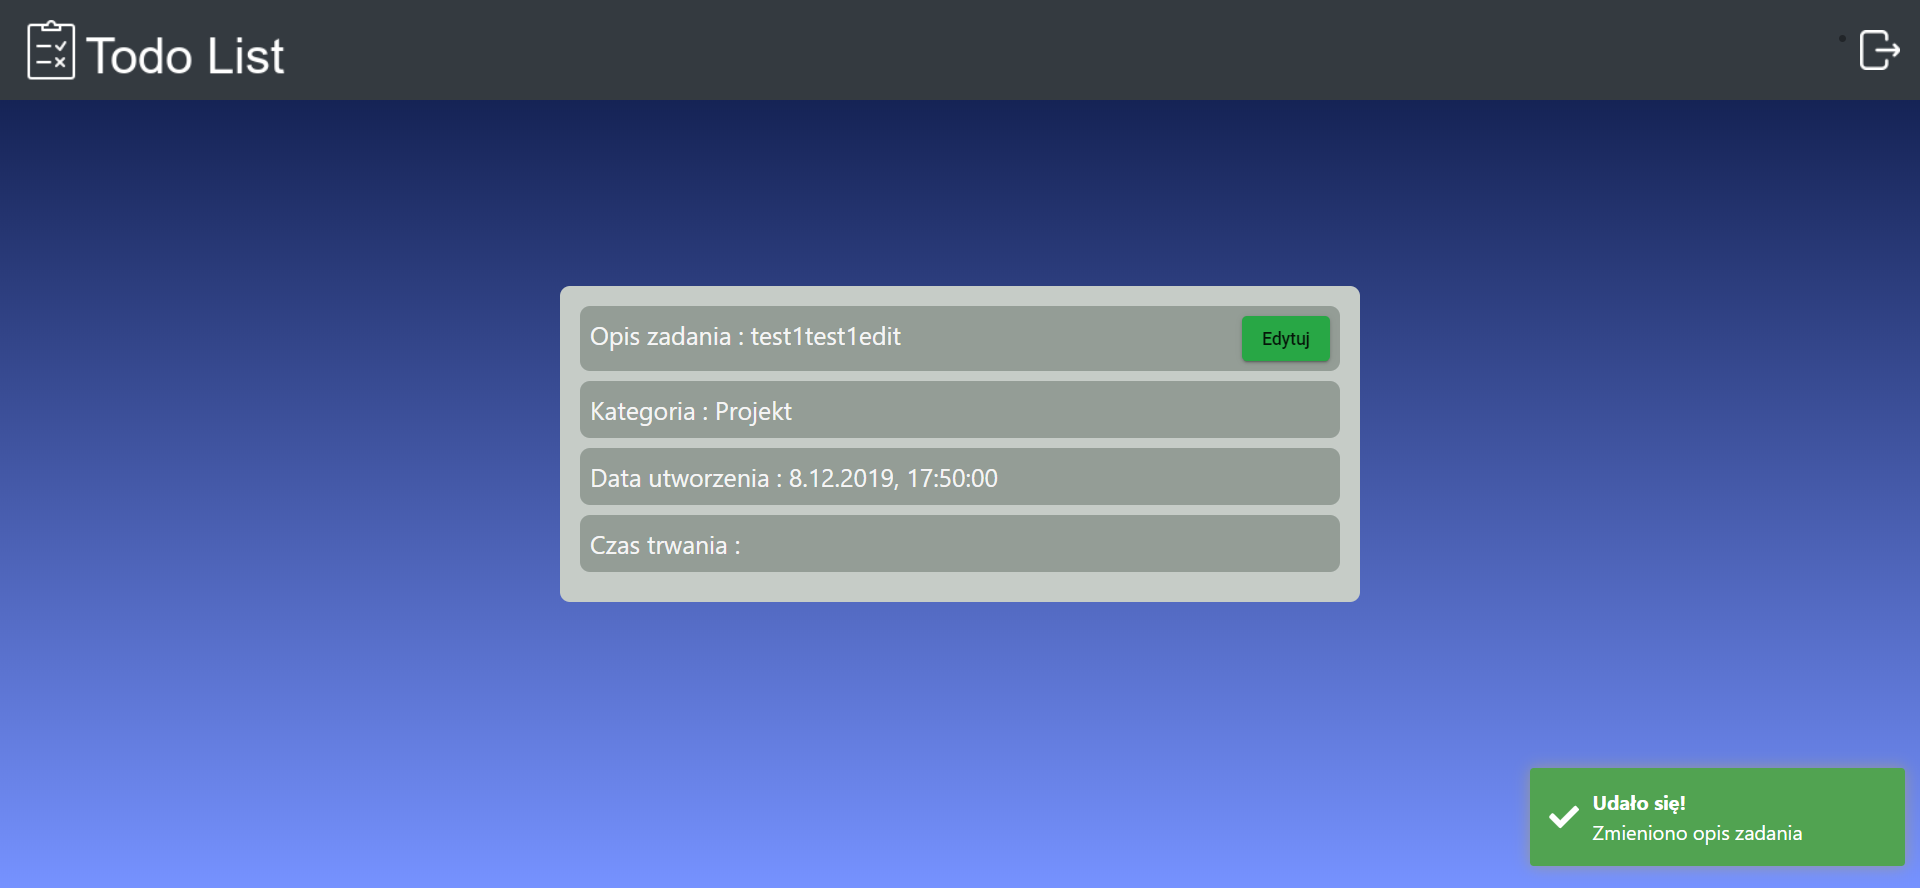 Todo List
Opis zadania : test1test1edit
Edytuj
Kategoria : Projekt
Data utworzenia : 8.12.2019, 17:50:00
Czas trwania :
Udało się!
Zmieniono opis zadania